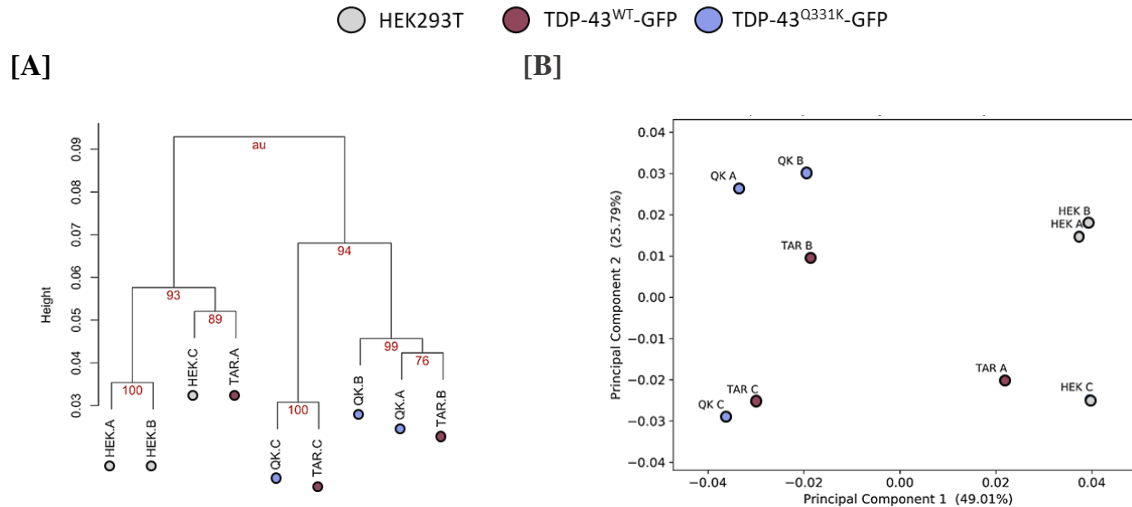 HEK293T TDP-43WT-GFP TDP-43Q331K-GFP
[A]
[B]
Height
0.09
0.08
0.07
0.06
0.05
0.04
0.03
au
94
93
89
99
76
100
100
HEK.A
HEK.B
HEK.C
TAR.A
QK.C
TAR.C
QK.B
QK.A
TAR.B
Principal Component 2 (25.79%)
0.04
0.03
0.02
0.01
0.00
−0.01
−0.02
−0.03
−0.04
QK B
QK A
HEK B
HEK A
TAR B
TAR A
HEK C
TAR C
QK C
−0.04 −0.02 0.00 0.02 0.04
Principal Component 1 (49.01%)